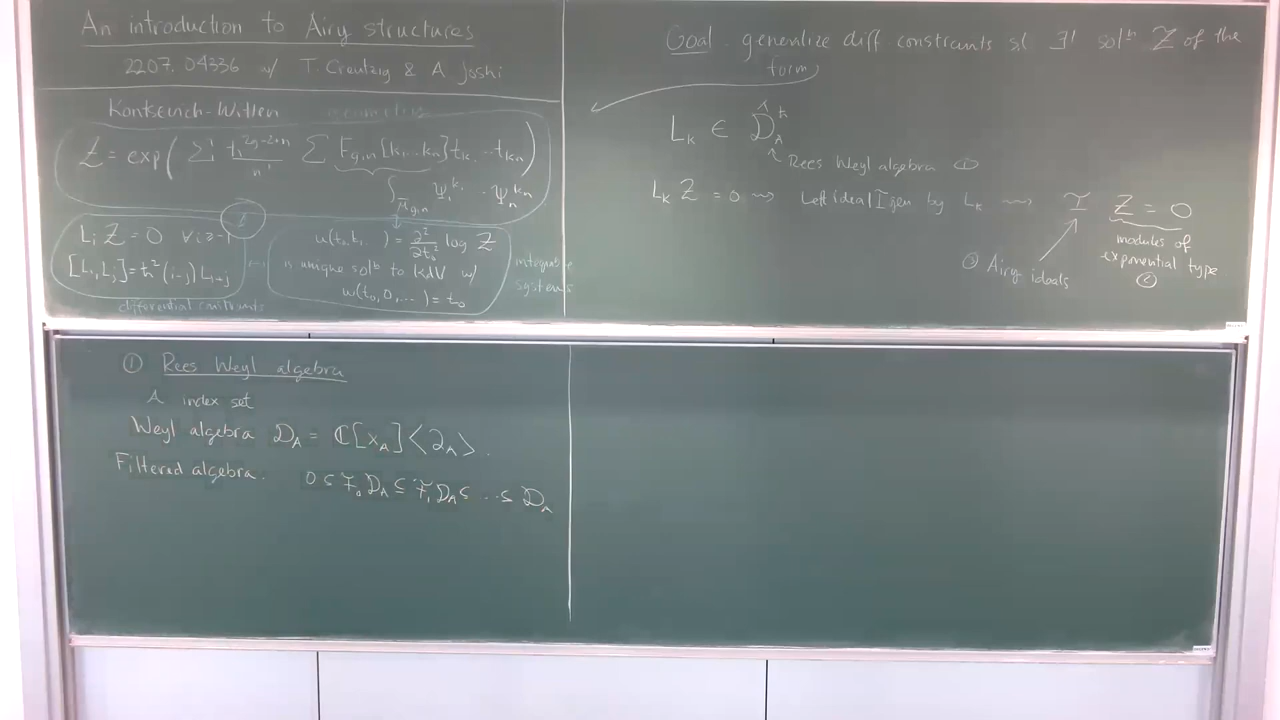 An introduction to Airy structures
2207.04336 w/ T. Creutzig & A. Joshi
Kontsevich-Witten geometry
Z = exp( Σ ħ^{2g-2+n}/n! Σ F_{g,n}[k_1...k_n] t_{k_1}...t_{k_n} )
∫_{M̄_{g,n}} Ψ_1^{k_1} ... Ψ_n^{k_n}
L_i Z = 0 ∀ i ≥ -1
[L_i, L_j] = ħ^2 (i-j) L_{i+j}
differential constraints
u(t_0, t_1, ...) = ∂^2/∂t_0^2 log Z
is unique sol^n to KdV w/
u(t_0, 0, ...) = t_0
integrable
systems
Goal. generalize diff constraints st ∃! sol^n Z of the
form
L_k ∈ D̂_A^ħ
Rees Weyl algebra ①
L_k Z = 0 ⇝ Left ideal I gen by L_k ⇝ I Z = 0
Airy ideals
modules of
exponential type
②
① Rees Weyl algebra
A index set
Weyl algebra D_A = ℂ[x_A]⟨∂_A⟩.
Filtered algebra: 0 ⊆ F_0 D_A ⊆ F_1 D_A ⊆ ... ⊆ D_A